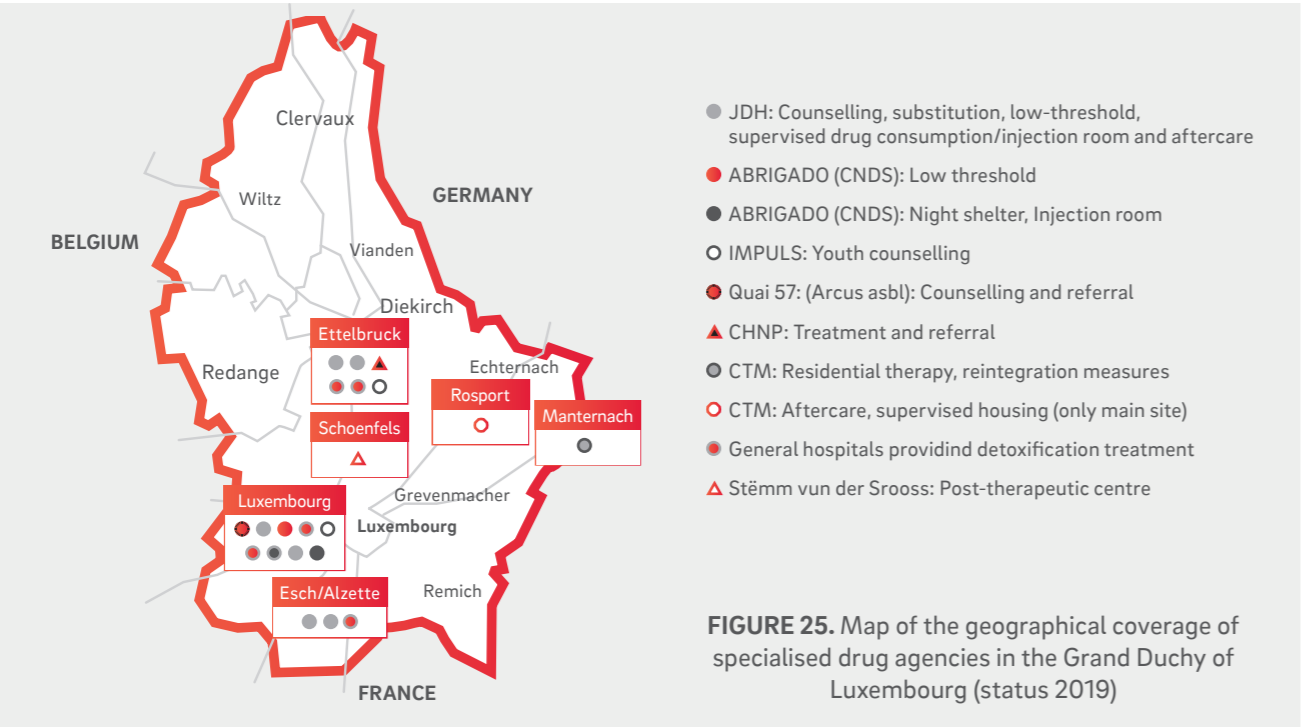 Clervaux
Wiltz
GERMANY
BELGIUM
Vianden
Diekirch
Ettelbruck
Redange
Echternach
Rosport
Manternach
Schoenfels
Luxembourg
Grevenmacher
Luxembourg
Esch/Alzette
Remich
FRANCE
JDH: Counselling, substitution, low-threshold,
supervised drug consumption/injection room and aftercare
ABRIGADO (CNDS): Low threshold
ABRIGADO (CNDS): Night shelter, Injection room
IMPULS: Youth counselling
Quai 57: (Arcus asbl): Counselling and referral
CHNP: Treatment and referral
CTM: Residential therapy, reintegration measures
CTM: Aftercare, supervised housing (only main site)
General hospitals providind detoxification treatment
Stëmm vun der Srooss: Post-therapeutic centre
FIGURE 25. Map of the geographical coverage of
specialised drug agencies in the Grand Duchy of
Luxembourg (status 2019)